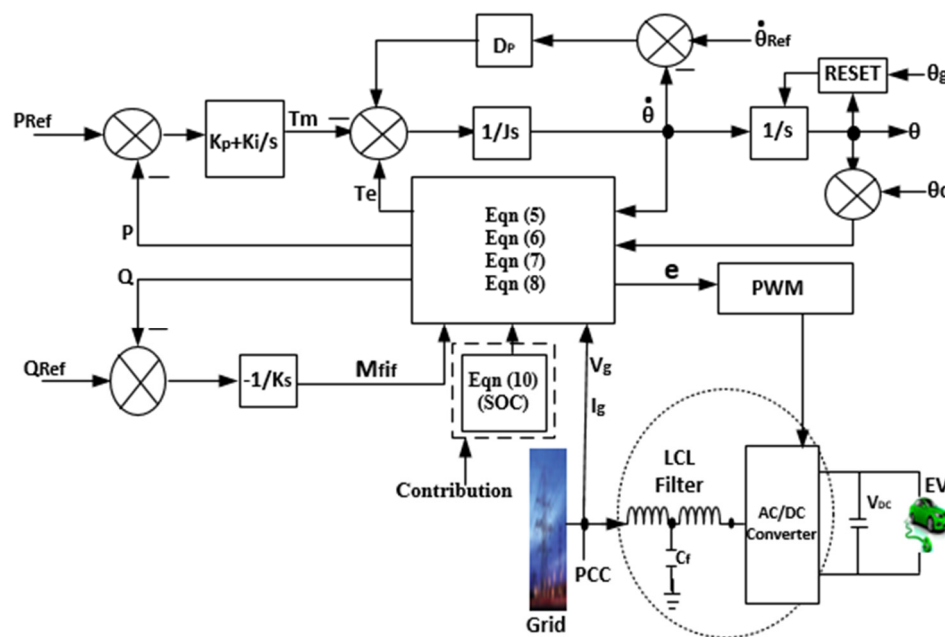 DP
θ̇Ref
RESET
θg
PRef
Kp+Ki/s
Tm
1/Js
θ̇
1/s
θ
Te
θc
P
Eqn (5)
Eqn (6)
Eqn (7)
Eqn (8)
e
PWM
Q
QRef
-1/Ks
Mfif
Eqn (10)
(SOC)
Vg
Ig
Contribution
LCL
Filter
AC/DC
Converter
VDC
EV
Cf
PCC
Grid